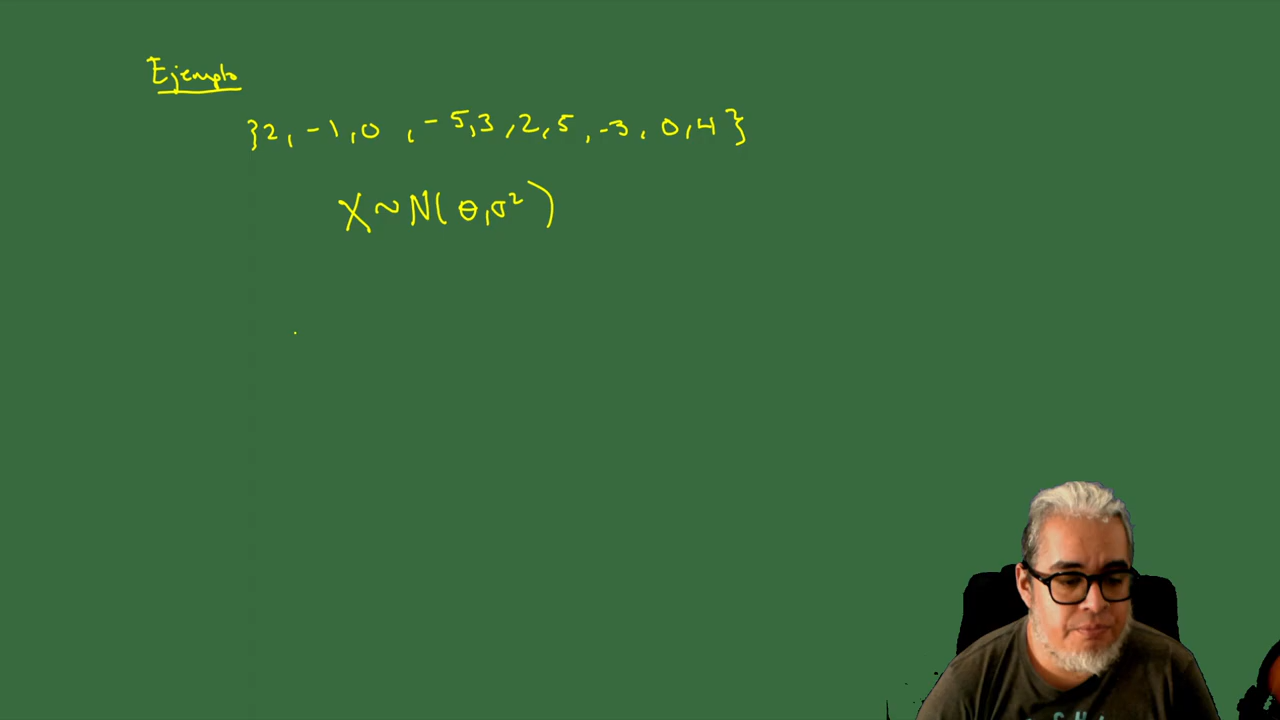 Ejemplo
{2, -1, 0, -5, 3, 2, 5, -3, 0, 4}
X ~ N(θ, σ²)